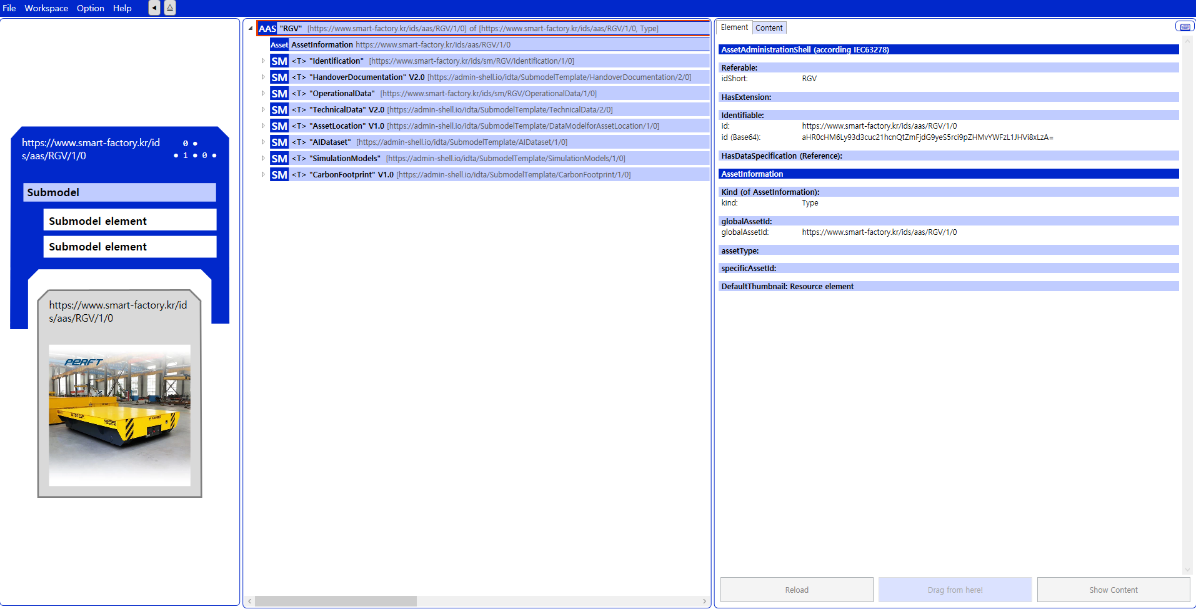 File Workspace Option Help
https://www.smart-factory.kr/id
s/aas/RGV/1/0
Submodel
Submodel element
Submodel element
https://www.smart-factory.kr/id
s/aas/RGV/1/0
PERFT
AAS "RGV" [https://www.smart-factory.kr/ids/aas/RGV/1/0] of [https://www.smart-factory.kr/ids/aas/RGV/1/0, Type]
Asset AssetInformation https://www.smart-factory.kr/ids/aas/RGV/1/0
SM <T> "Identification" [https://www.smart-factory.kr/ids/sm/RGV/Identification/1/0]
SM <T> "HandoverDocumentation" V2.0 [https://admin-shell.io/idta/SubmodelTemplate/HandoverDocumentation/2/0]
SM <T> "OperationalData" [https://www.smart-factory.kr/ids/sm/RGV/OperationalData/1/0]
SM <T> "TechnicalData" V2.0 [https://admin-shell.io/idta/SubmodelTemplate/TechnicalData/2/0]
SM <T> "AssetLocation" V1.0 [https://admin-shell.io/idta/SubmodelTemplate/DataModelforAssetLocation/1/0]
SM <T> "AIDataset" [https://admin-shell.io/idta/SubmodelTemplate/AIDataset/1/0]
SM <T> "SimulationModels" [https://admin-shell.io/idta/SubmodelTemplate/SimulationModels/1/0]
SM <T> "CarbonFootprint" V1.0 [https://admin-shell.io/idta/SubmodelTemplate/CarbonFootprint/1/0]
Element Content
AssetAdministrationShell (according IEC63278)
Referable:
idShort: RGV
HasExtension:
Identifiable:
id: https://www.smart-factory.kr/ids/aas/RGV/1/0
id (Base64):
HasDataSpecification (Reference):
AssetInformation
Kind (of AssetInformation):
kind: Type
globalAssetId:
globalAssetId: https://www.smart-factory.kr/ids/aas/RGV/1/0
assetType:
specificAssetId:
DefaultThumbnail: Resource element
Reload Drag from here! Show Content